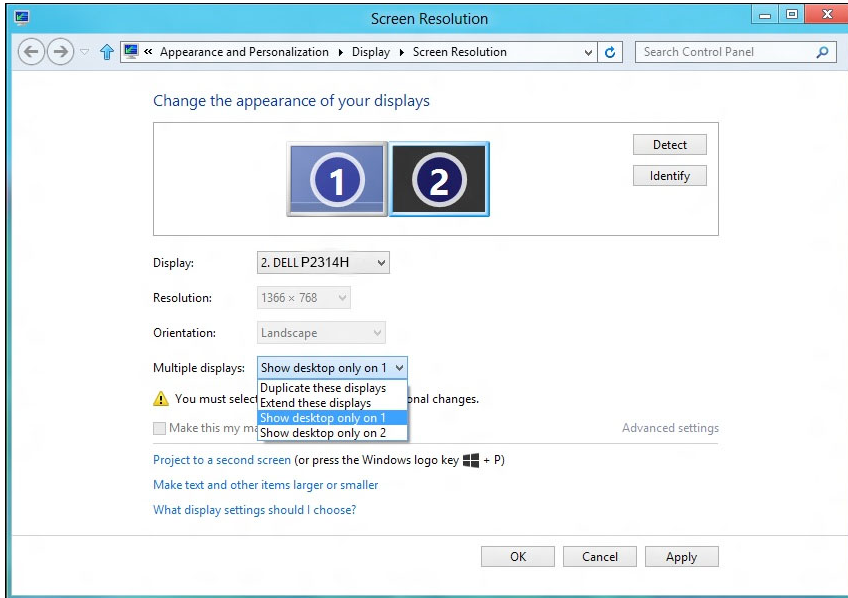 Screen Resolution
« Appearance and Personalization Display Screen Resolution
Search Control Panel
Change the appearance of your displays
1 2
Detect
Identify
Display: 2. DELL P2314H
Resolution: 1366 × 768
Orientation: Landscape
Multiple displays: Show desktop only on 1
Duplicate these displays
You must select onal changes.
Extend these displays
Show desktop only on 1
Make this my ma
Show desktop only on 2
Advanced settings
Project to a second screen (or press the Windows logo key + P)
Make text and other items larger or smaller
What display settings should I choose?
OK Cancel Apply